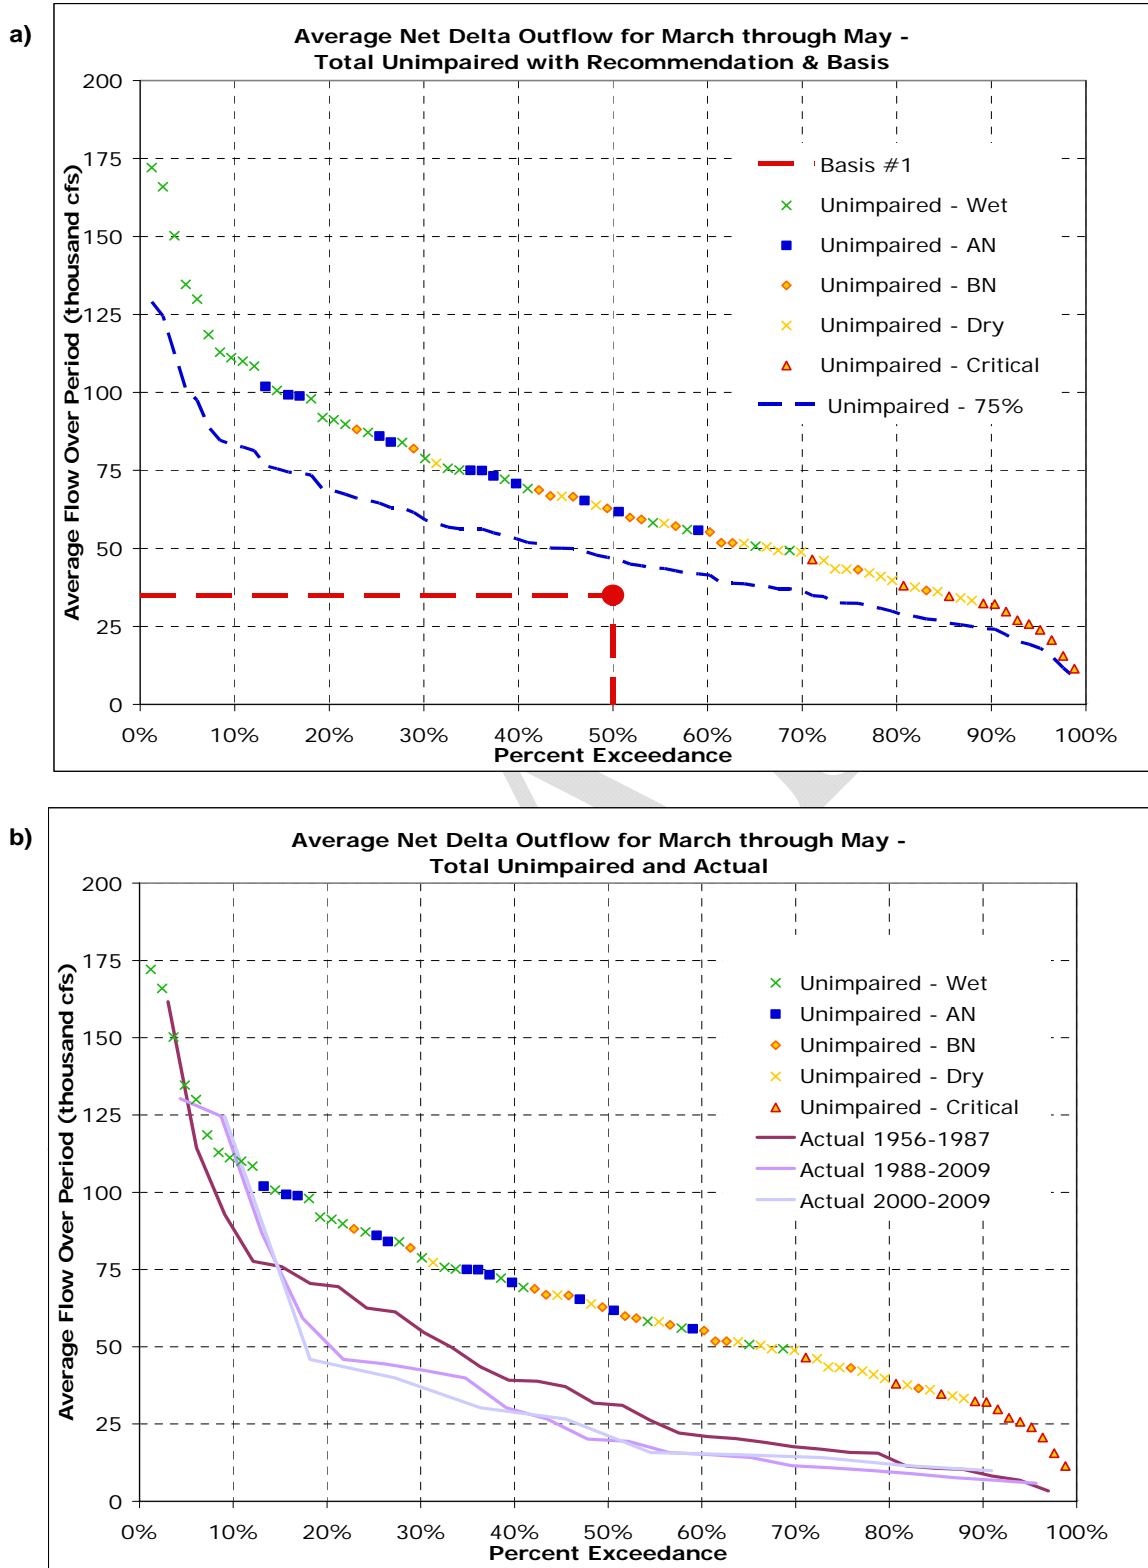 a)
Average Net Delta Outflow for March through May -
Total Unimpaired with Recommendation & Basis
Average Flow Over Period (thousand cfs)
200
175
150
125
100
75
50
25
0
Basis #1
Unimpaired - Wet
Unimpaired - AN
Unimpaired - BN
Unimpaired - Dry
Unimpaired - Critical
Unimpaired - 75%
0% 10% 20% 30% 40% 50% 60% 70% 80% 90% 100%
Percent Exceedance
b)
Average Net Delta Outflow for March through May -
Total Unimpaired and Actual
Average Flow Over Period (thousand cfs)
200
175
150
125
100
75
50
25
0
Unimpaired - Wet
Unimpaired - AN
Unimpaired - BN
Unimpaired - Dry
Unimpaired - Critical
Actual 1956-1987
Actual 1988-2009
Actual 2000-2009
0% 10% 20% 30% 40% 50% 60% 70% 80% 90% 100%
Percent Exceedance